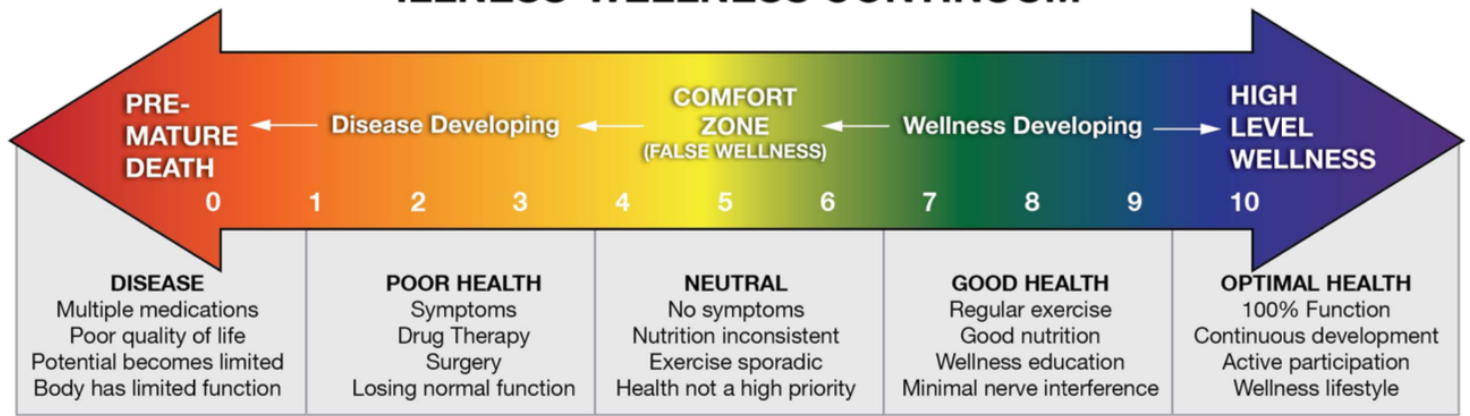 ILLNESS-WELLNESS CONTINUUM
PRE-
MATURE
DEATH
Disease Developing
COMFORT
ZONE
(FALSE WELLNESS)
Wellness Developing
HIGH
LEVEL
WELLNESS
0 1 2 3 4 5 6 7 8 9 10
DISEASE
Multiple medications
Poor quality of life
Potential becomes limited
Body has limited function
POOR HEALTH
Symptoms
Drug Therapy
Surgery
Losing normal function
NEUTRAL
No symptoms
Nutrition inconsistent
Exercise sporadic
Health not a high priority
GOOD HEALTH
Regular exercise
Good nutrition
Wellness education
Minimal nerve interference
OPTIMAL HEALTH
100% Function
Continuous development
Active participation
Wellness lifestyle